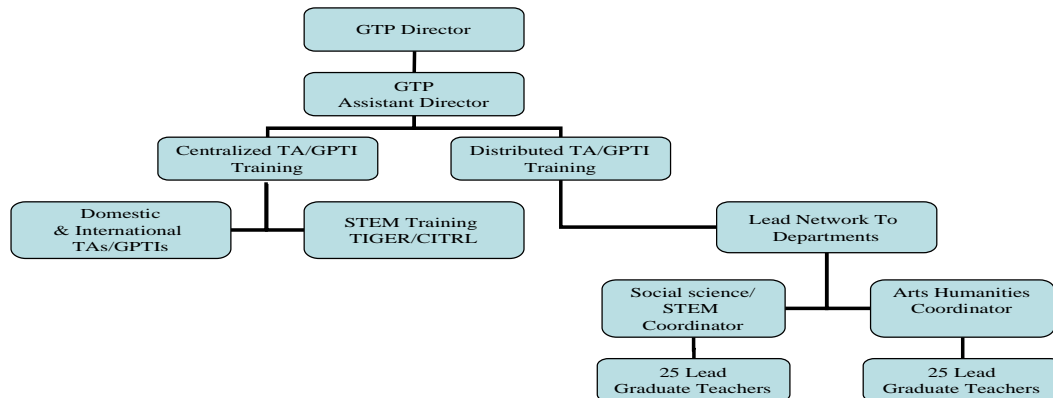 GTP Director
GTP
Assistant Director
Centralized TA/GPTI
Training
Distributed TA/GPTI
Training
Domestic
& International
TAs/GPTIs
STEM Training
TIGER/CITRL
Lead Network To
Departments
Social science/
STEM
Coordinator
Arts Humanities
Coordinator
25 Lead
Graduate Teachers
25 Lead
Graduate Teachers